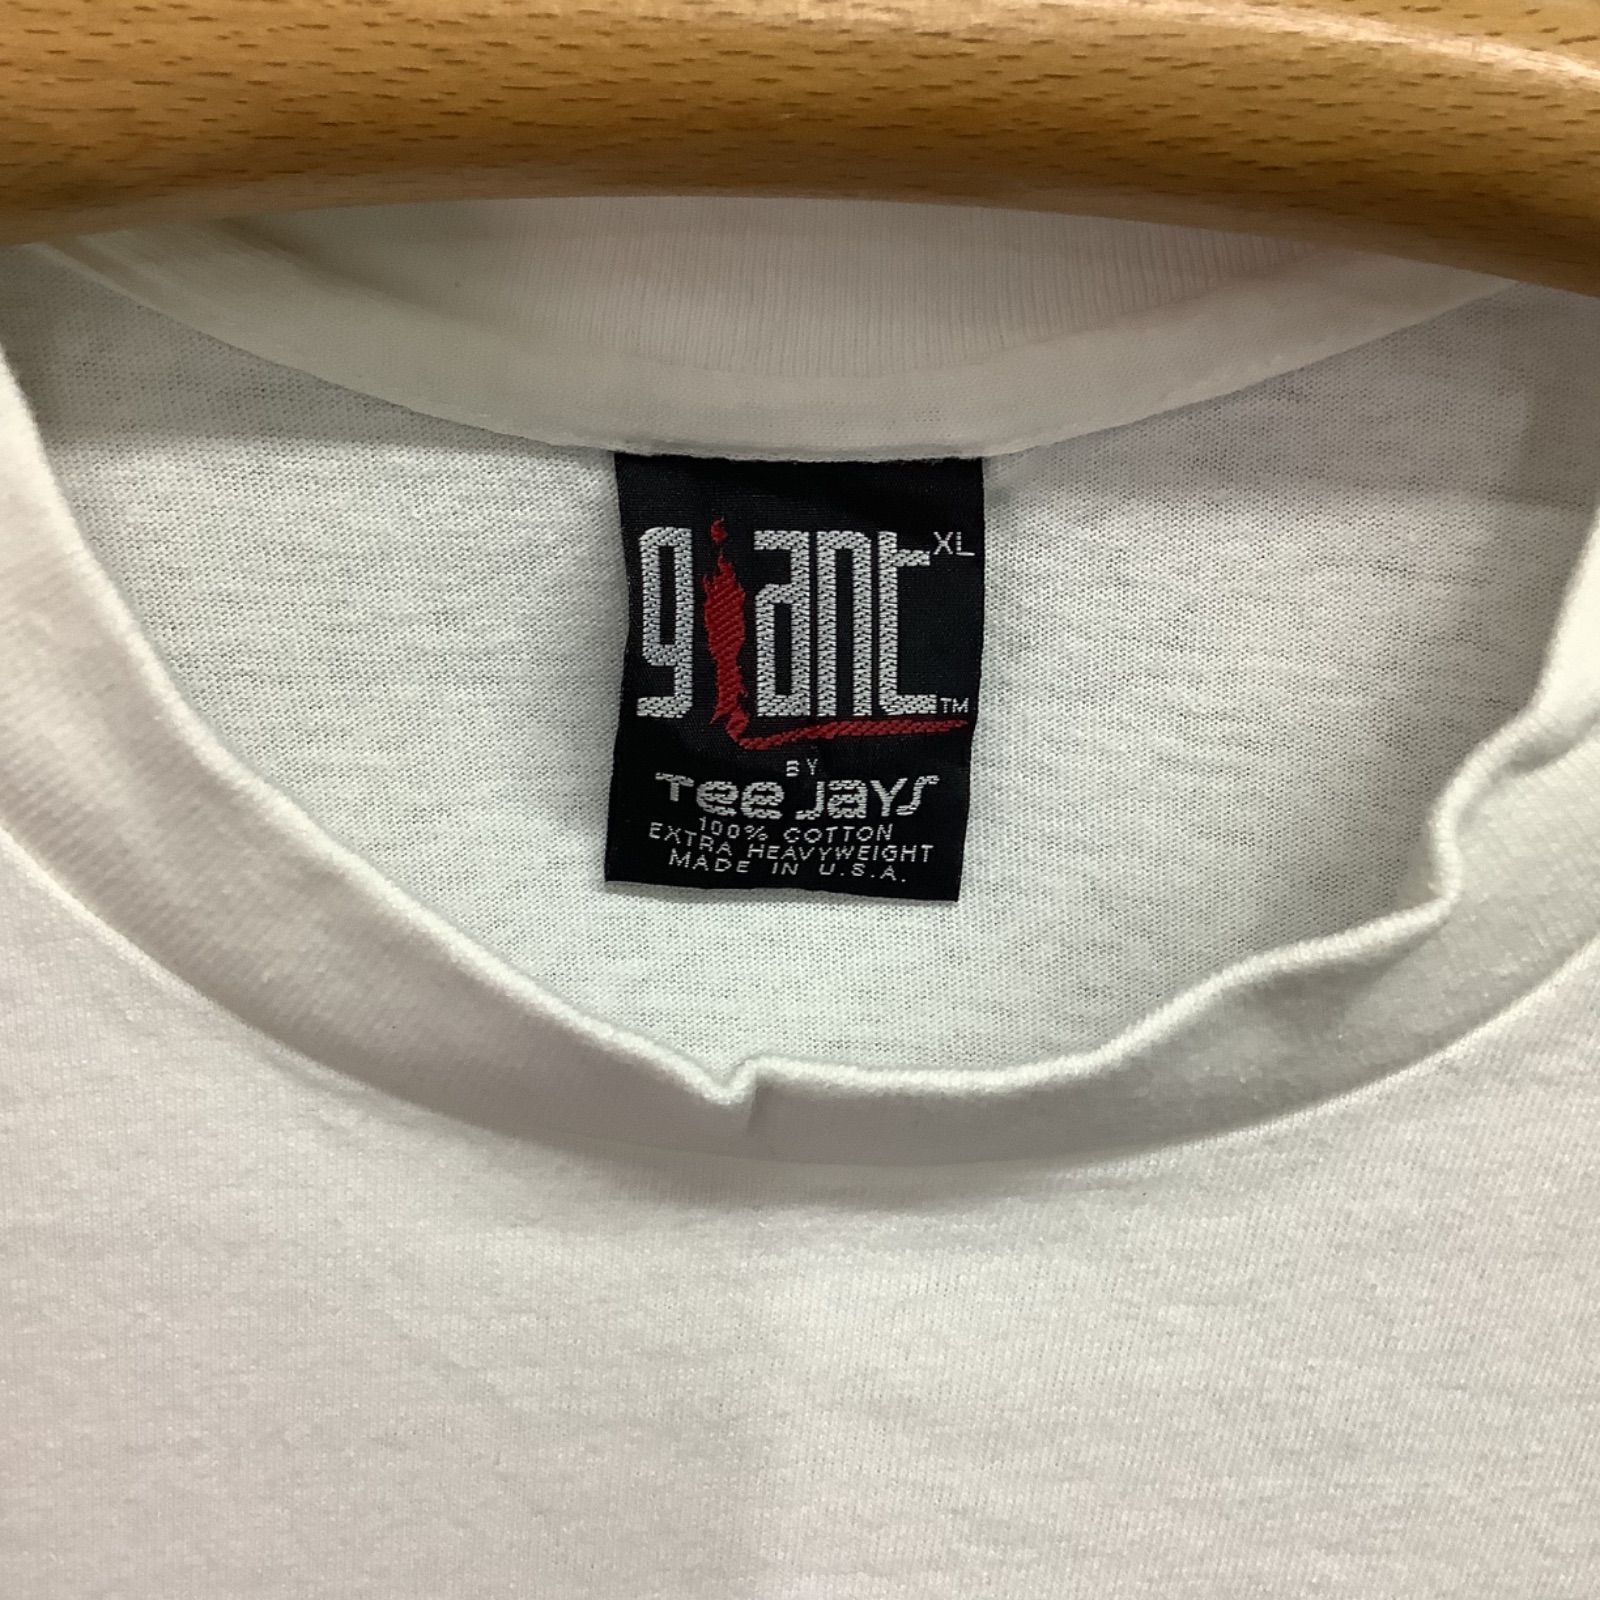 giant XL
TM
BY
Tee Jays
100% COTTON
EXTRA HEAVYWEIGHT
MADE IN U.S.A.